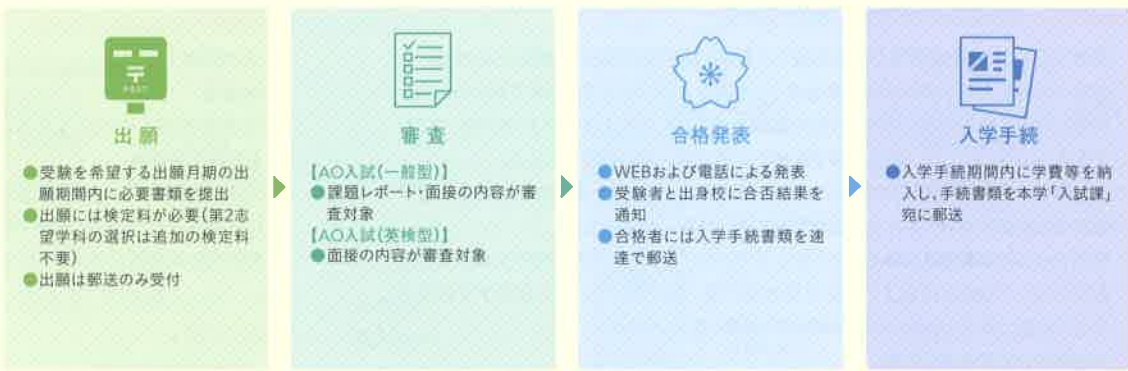 〒
POST
出願
●受験を希望する出願月期の出
願期間内に必要書類を提出
●出願には検定料が必要(第2志
望学科の選択は追加の検定料
不要)
●出願は郵送のみ受付
審査
【AO入試(一般型)】
●課題レポート・面接の内容が審
査対象
【AO入試(英検型)】
●面接の内容が審査対象
合格発表
●WEBおよび電話による発表
●受験者と出身校に合否結果を
通知
●合格者には入学手続書類を速
達で郵送
入学手続
●入学手続期間内に学費等を納
入し、手続書類を本学「入試課」
宛に郵送